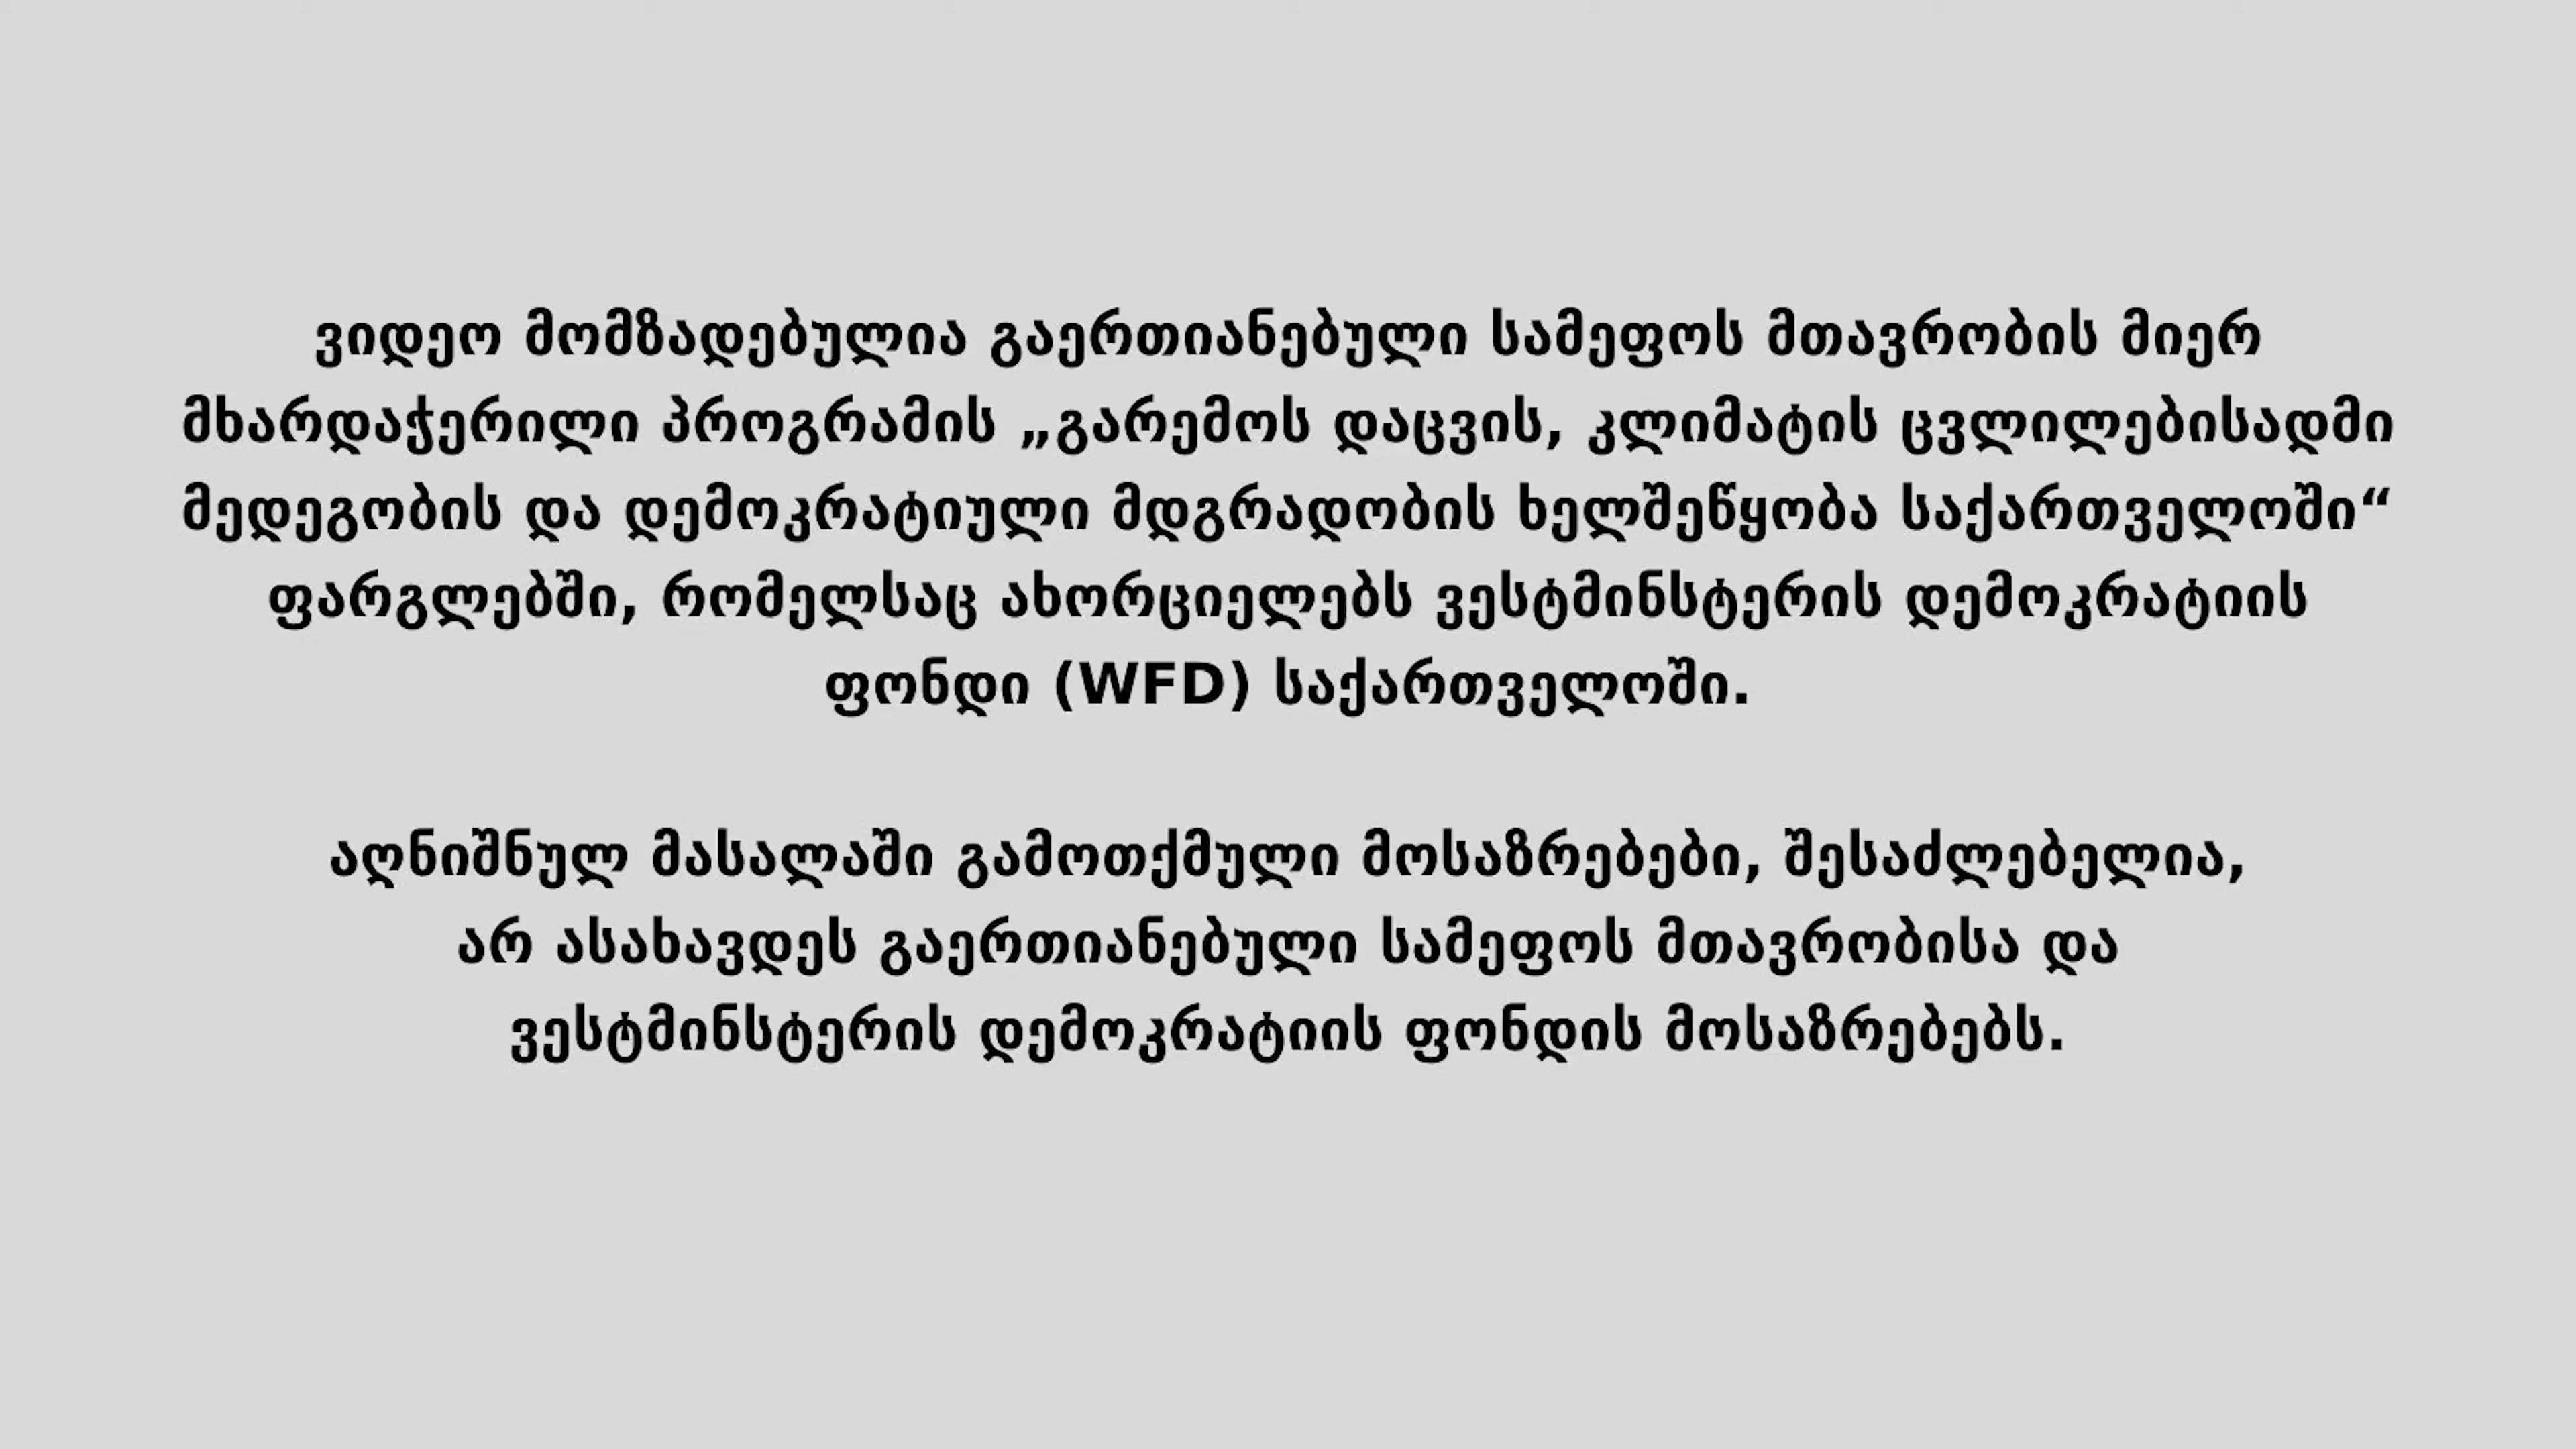 ვიდეო მომზადებულია გაერთიანებული სამეფოს მთავრობის მიერ
მხარდაჭერილი პროგრამის „გარემოს დაცვის, კლიმატის ცვლილებისადმი
მედეგობის და დემოკრატიული მდგრადობის ხელშეწყობა საქართველოში“
ფარგლებში, რომელსაც ახორციელებს ვესტმინსტერის დემოკრატიის
ფონდი (WFD) საქართველოში.
აღნიშნულ მასალაში გამოთქმული მოსაზრებები, შესაძლებელია,
არ ასახავდეს გაერთიანებული სამეფოს მთავრობისა და
ვესტმინსტერის დემოკრატიის ფონდის მოსაზრებებს.